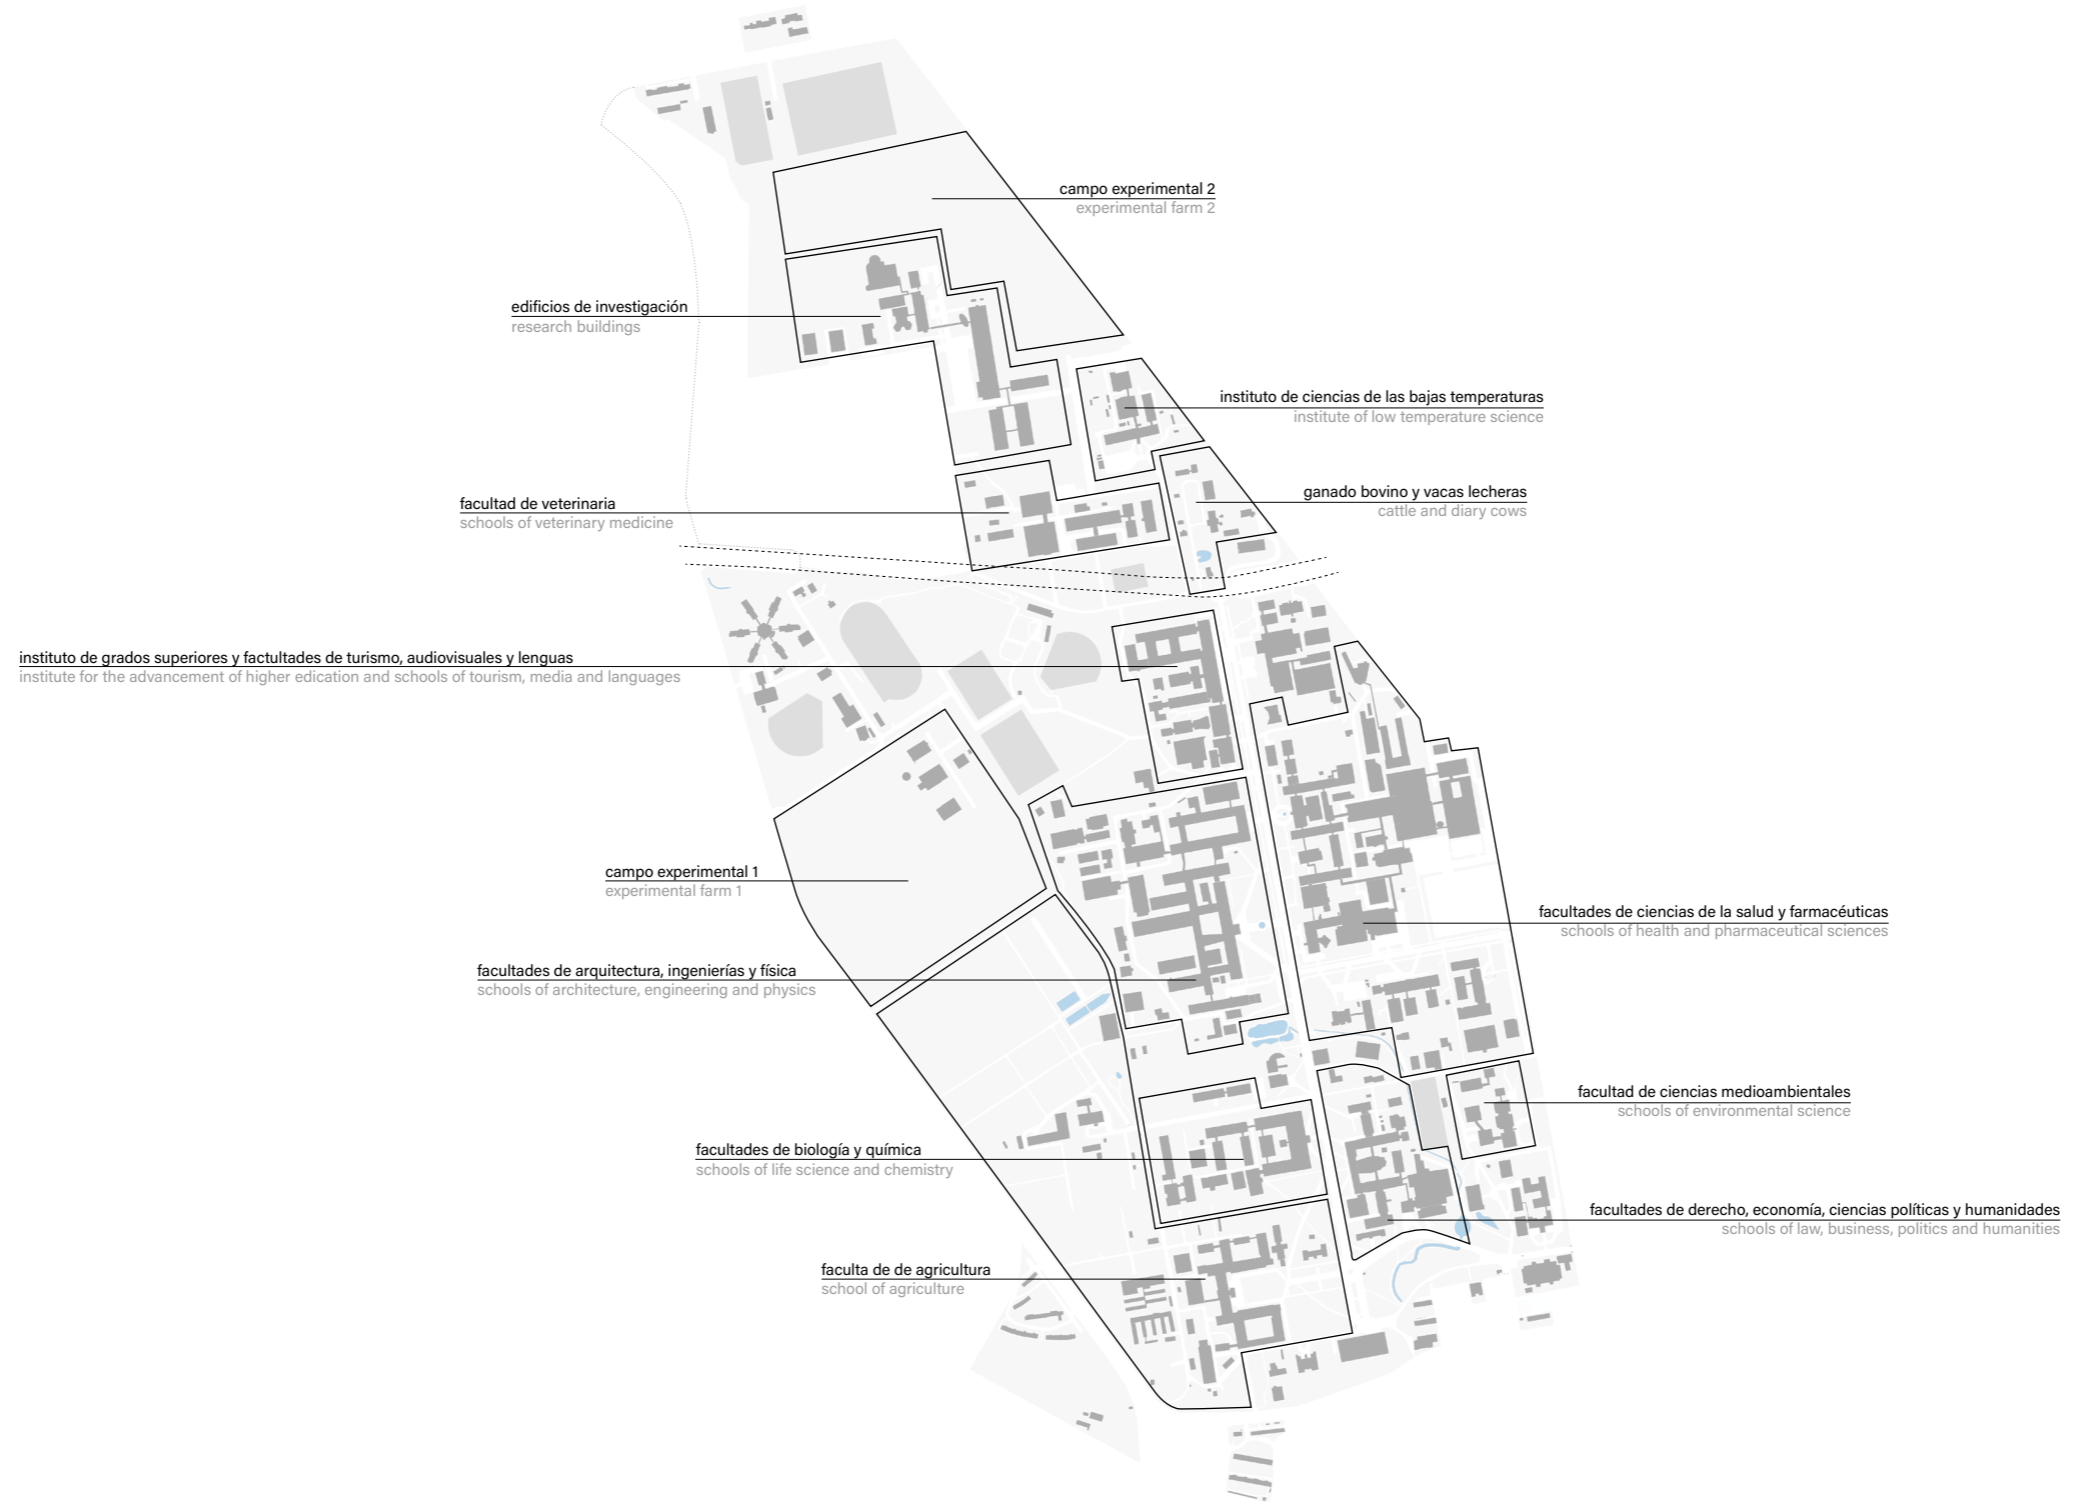 campo experimental 2
experimental farm 2
edificios de investigación
research buildings
instituto de ciencias de las bajas temperaturas
institute of low temperature science
ganado bovino y vacas lecheras
cattle and diary cows
facultad de veterinaria
schools of veterinary medicine
instituto de grados superiores y factultades de turismo, audiovisuales y lenguas
institute for the advancement of higher edication and schools of tourism, media and languages
campo experimental 1
experimental farm 1
facultades de ciencias de la salud y farmacéuticas
schools of health and pharmaceutical sciences
facultades de arquitectura, ingenierías y física
schools of architecture, engineering and physics
facultad de ciencias medioambientales
schools of environmental science
facultades de biología y química
schools of life science and chemistry
facultades de derecho, economía, ciencias políticas y humanidades
schools of law, business, politics and humanities
faculta de de agricultura
school of agriculture